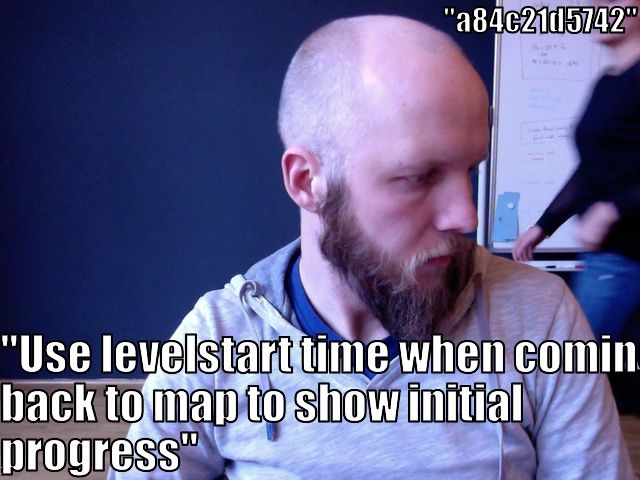 "a84c21d5742"
"Use levelstart time when comin
back to map to show initial
progress"